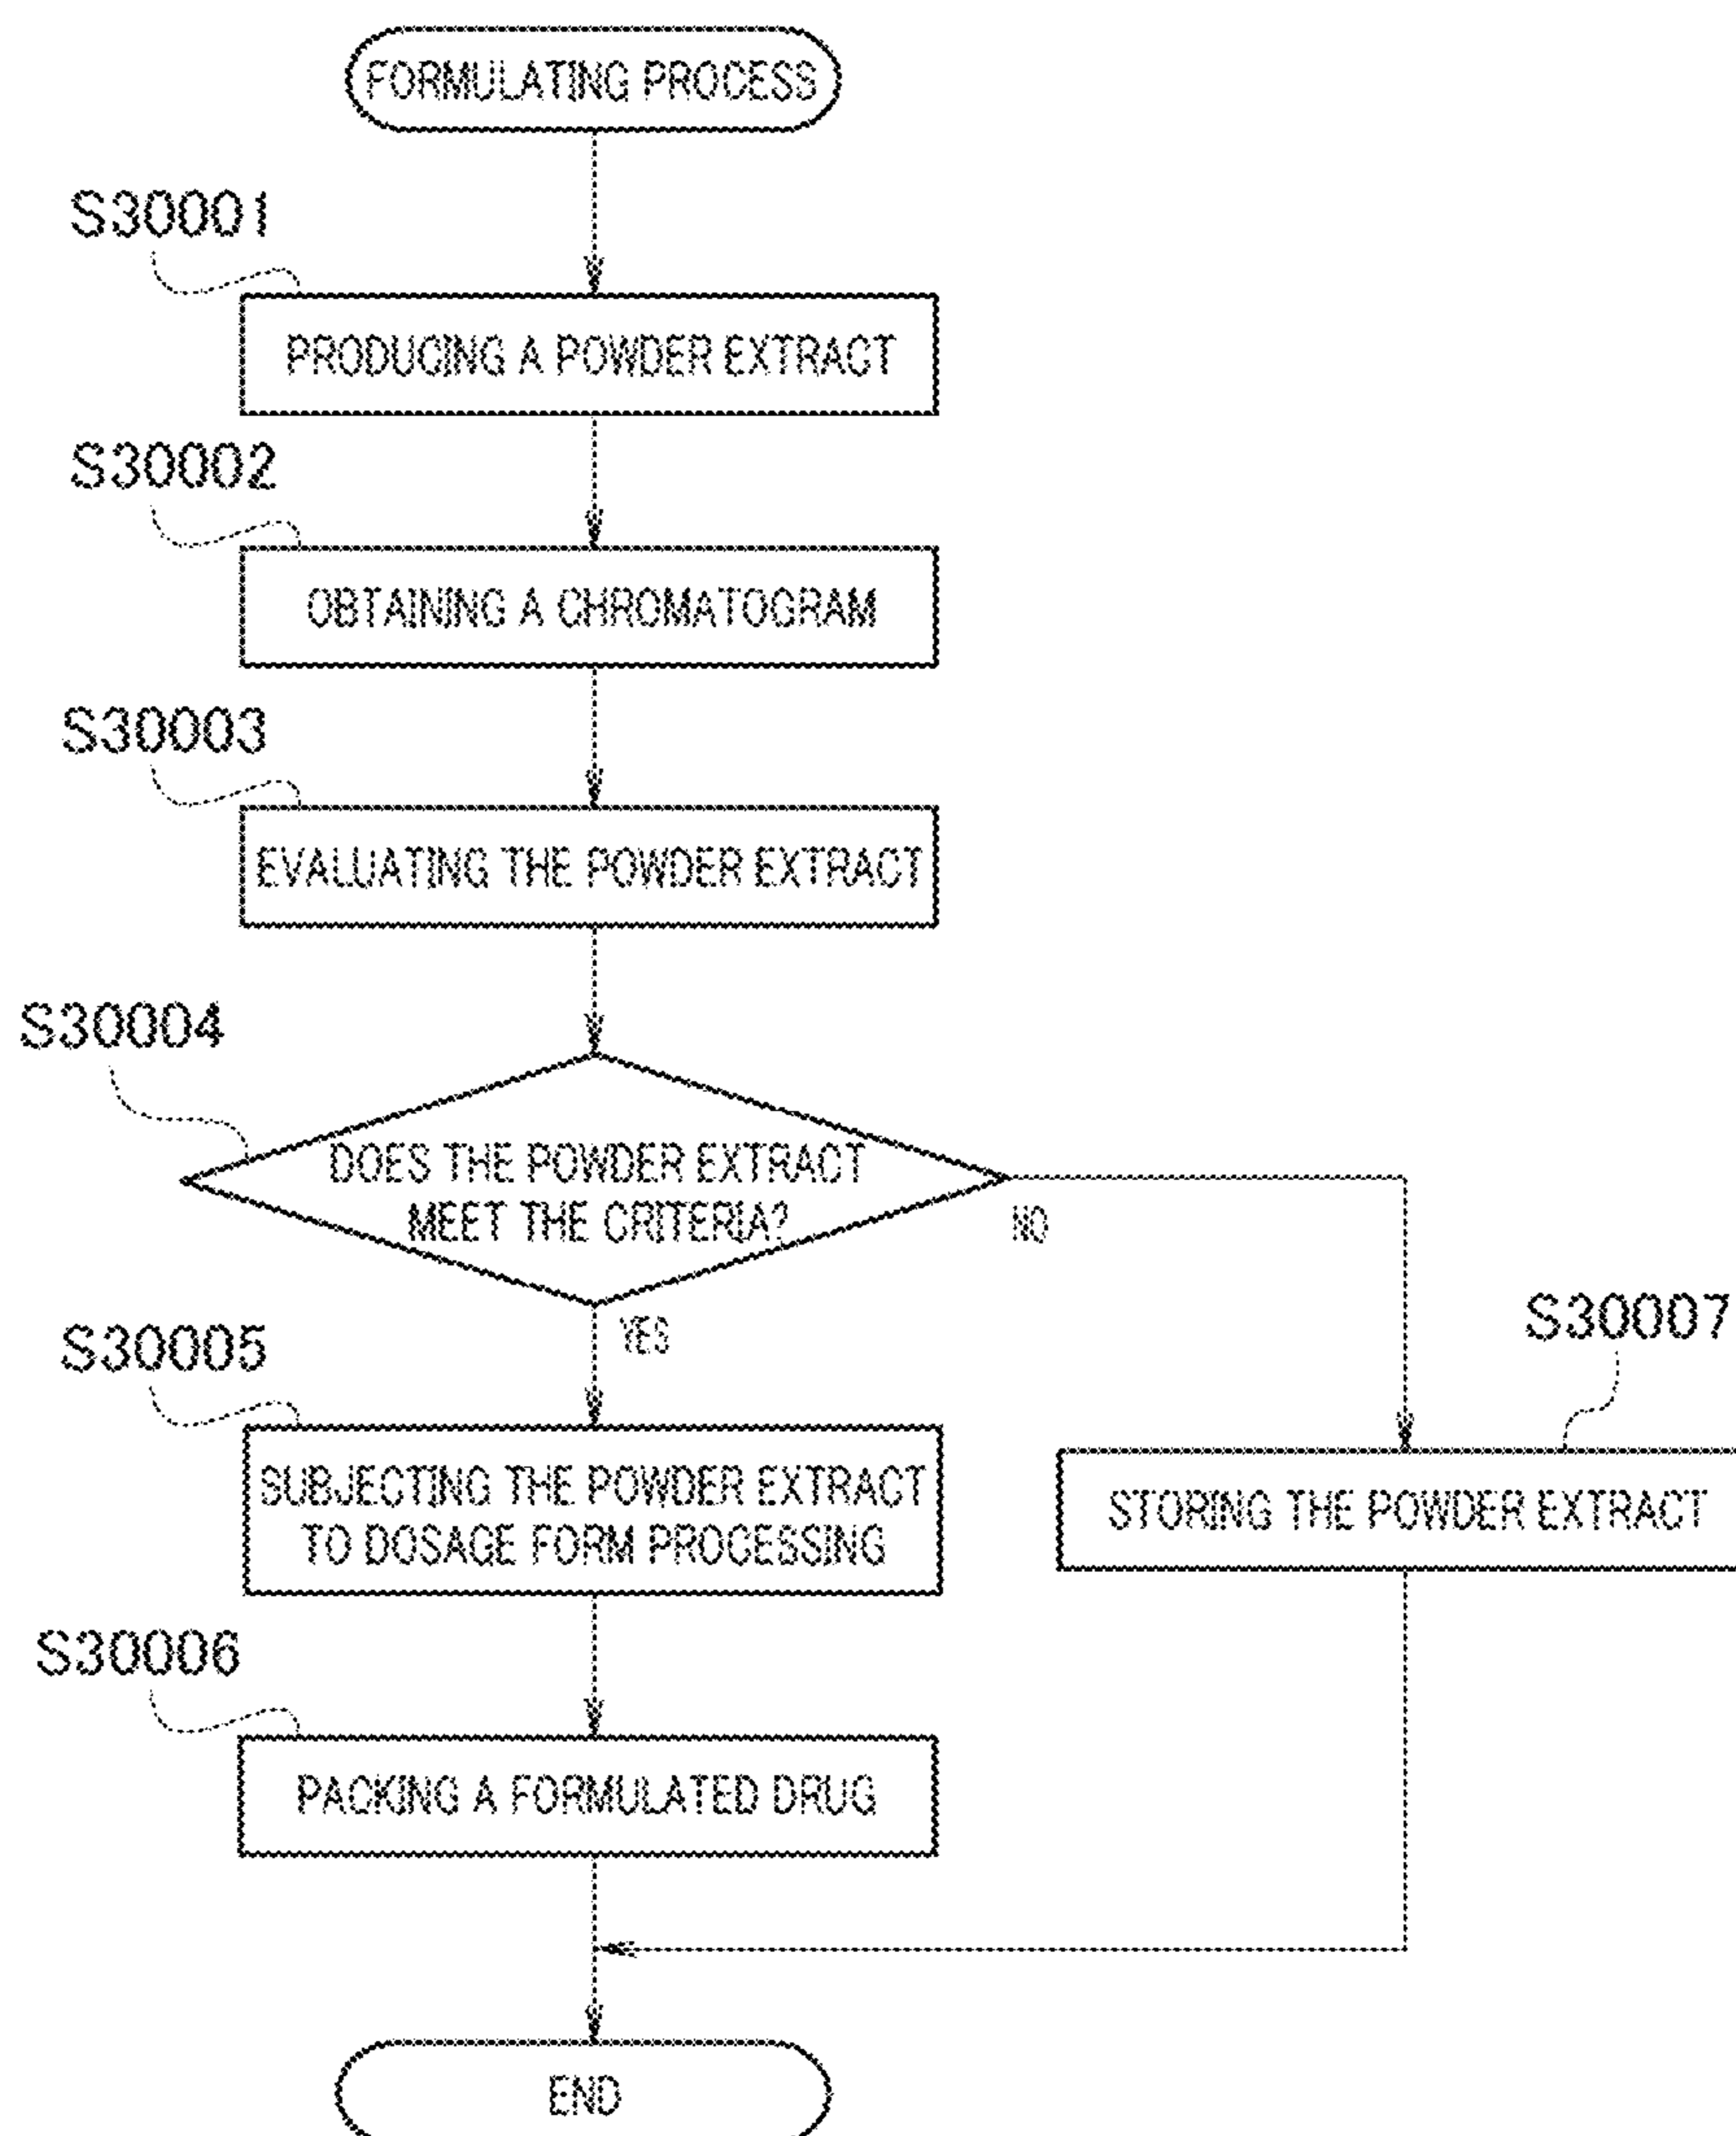 FORMULATING PROCESS
S30001
PRODUCING A POWDER EXTRACT
S30002
OBTAINING A CHROMATOGRAM
S30003
EVALUATING THE POWDER EXTRACT
S30004
DOES THE POWDER EXTRACT
MEET THE CRITERIA?
NO
YES
S30005
SUBJECTING THE POWDER EXTRACT
TO DOSAGE FORM PROCESSING
S30007
STORING THE POWDER EXTRACT
S30006
PACKING A FORMULATED DRUG
END